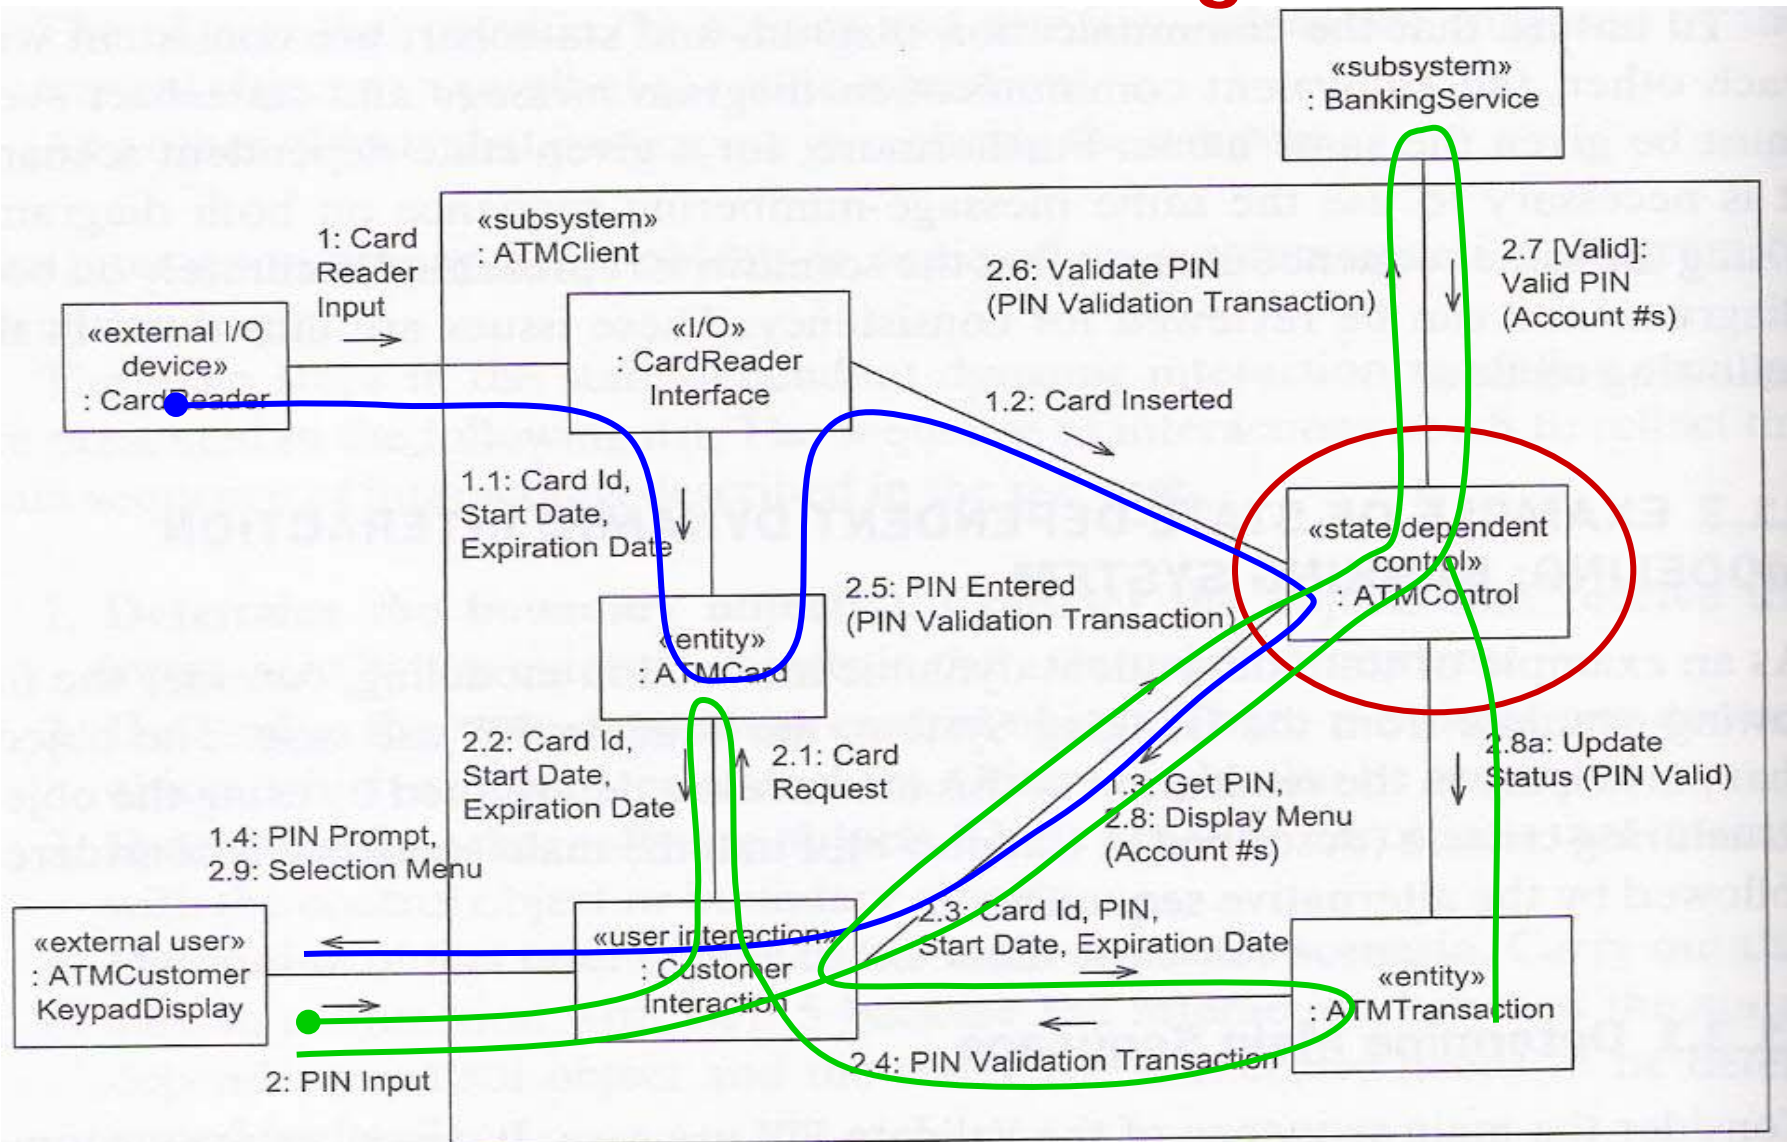 «subsystem»
: BankingService
«subsystem»
: ATMClient
1: Card
Reader
Input
2.6: Validate PIN
(PIN Validation Transaction)
2.7 [Valid]:
Valid PIN
(Account #s)
«external I/O
device»
: CardReader
«I/O»
: CardReader
Interface
1.2: Card Inserted
1.1: Card Id,
Start Date,
Expiration Date
«state dependent
control»
: ATMControl
2.5: PIN Entered
(PIN Validation Transaction)
«entity»
: ATMCard
2.2: Card Id,
Start Date,
Expiration Date
2.1: Card
Request
1.3: Get PIN,
2.8: Display Menu
(Account #s)
2.8a: Update
Status (PIN Valid)
1.4: PIN Prompt,
2.9: Selection Menu
«external user»
: ATMCustomer
KeypadDisplay
«user interaction»
: Customer
Interaction
2.3: Card Id, PIN,
Start Date, Expiration Date
«entity»
: ATMTransaction
2.4: PIN Validation Transaction
2: PIN Input